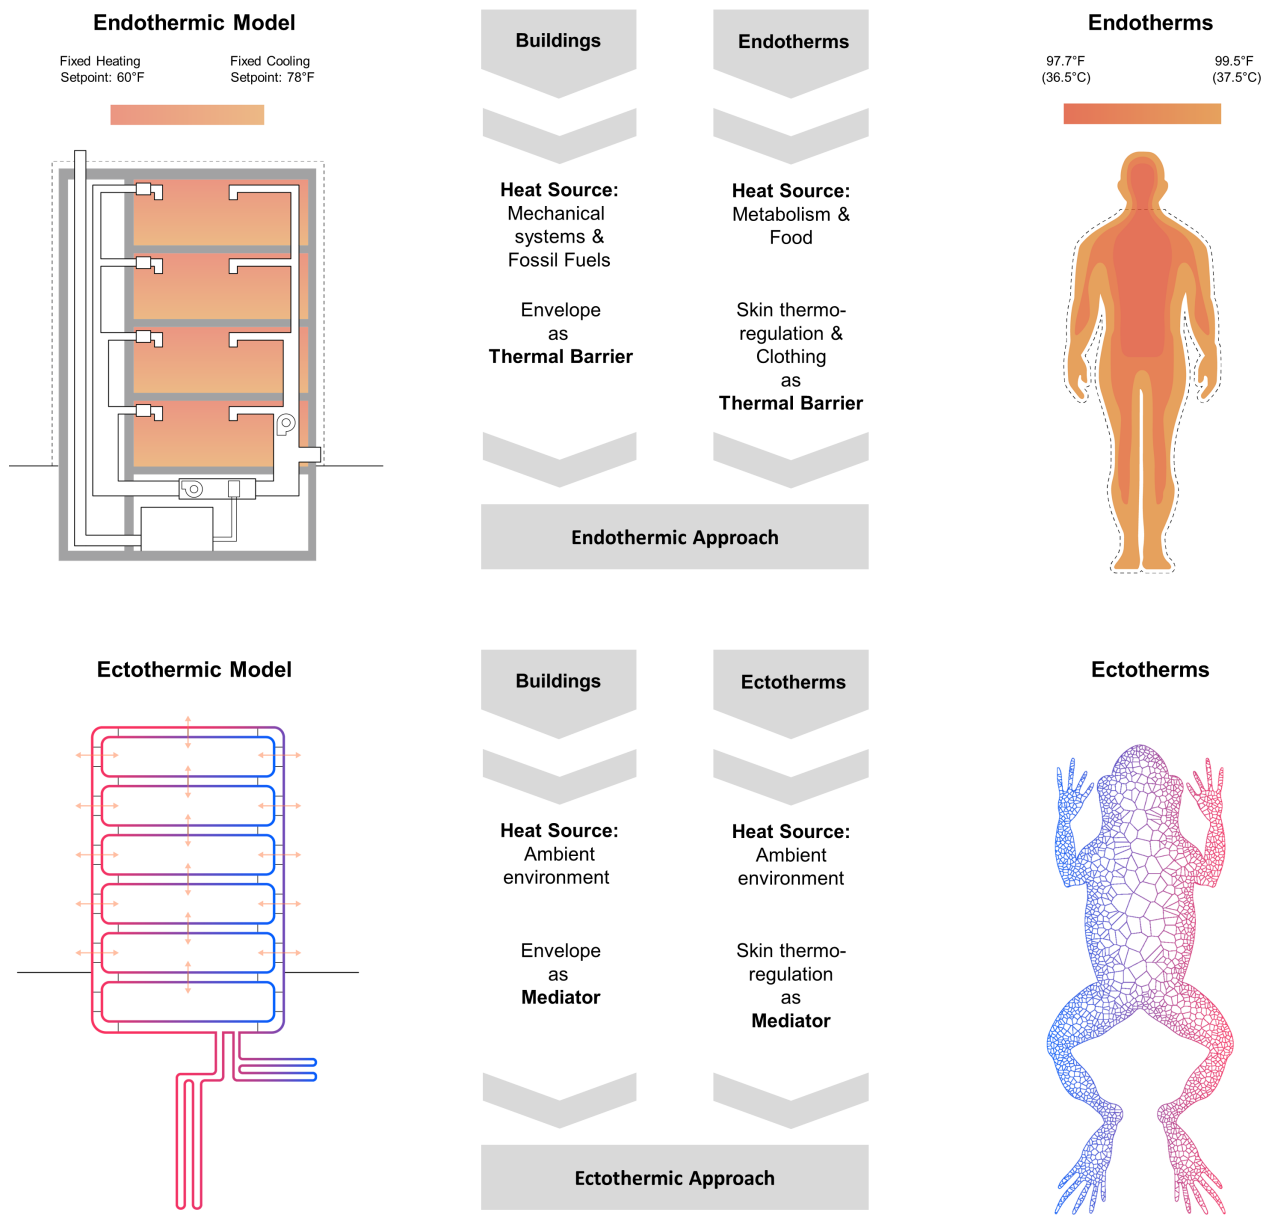 Endothermic Model
Fixed Heating
Setpoint: 60°F
Fixed Cooling
Setpoint: 78°F
Buildings
Endotherms
Heat Source:
Mechanical
systems &
Fossil Fuels
Envelope
as
Thermal Barrier
Heat Source:
Metabolism &
Food
Skin thermo-
regulation &
Clothing
as
Thermal Barrier
Endothermic Approach
Endotherms
97.7°F
(36.5°C)
99.5°F
(37.5°C)
Ectothermic Model
Buildings
Ectotherms
Heat Source:
Ambient
environment
Envelope
as
Mediator
Heat Source:
Ambient
environment
Skin thermo-
regulation
as
Mediator
Ectothermic Approach
Ectotherms